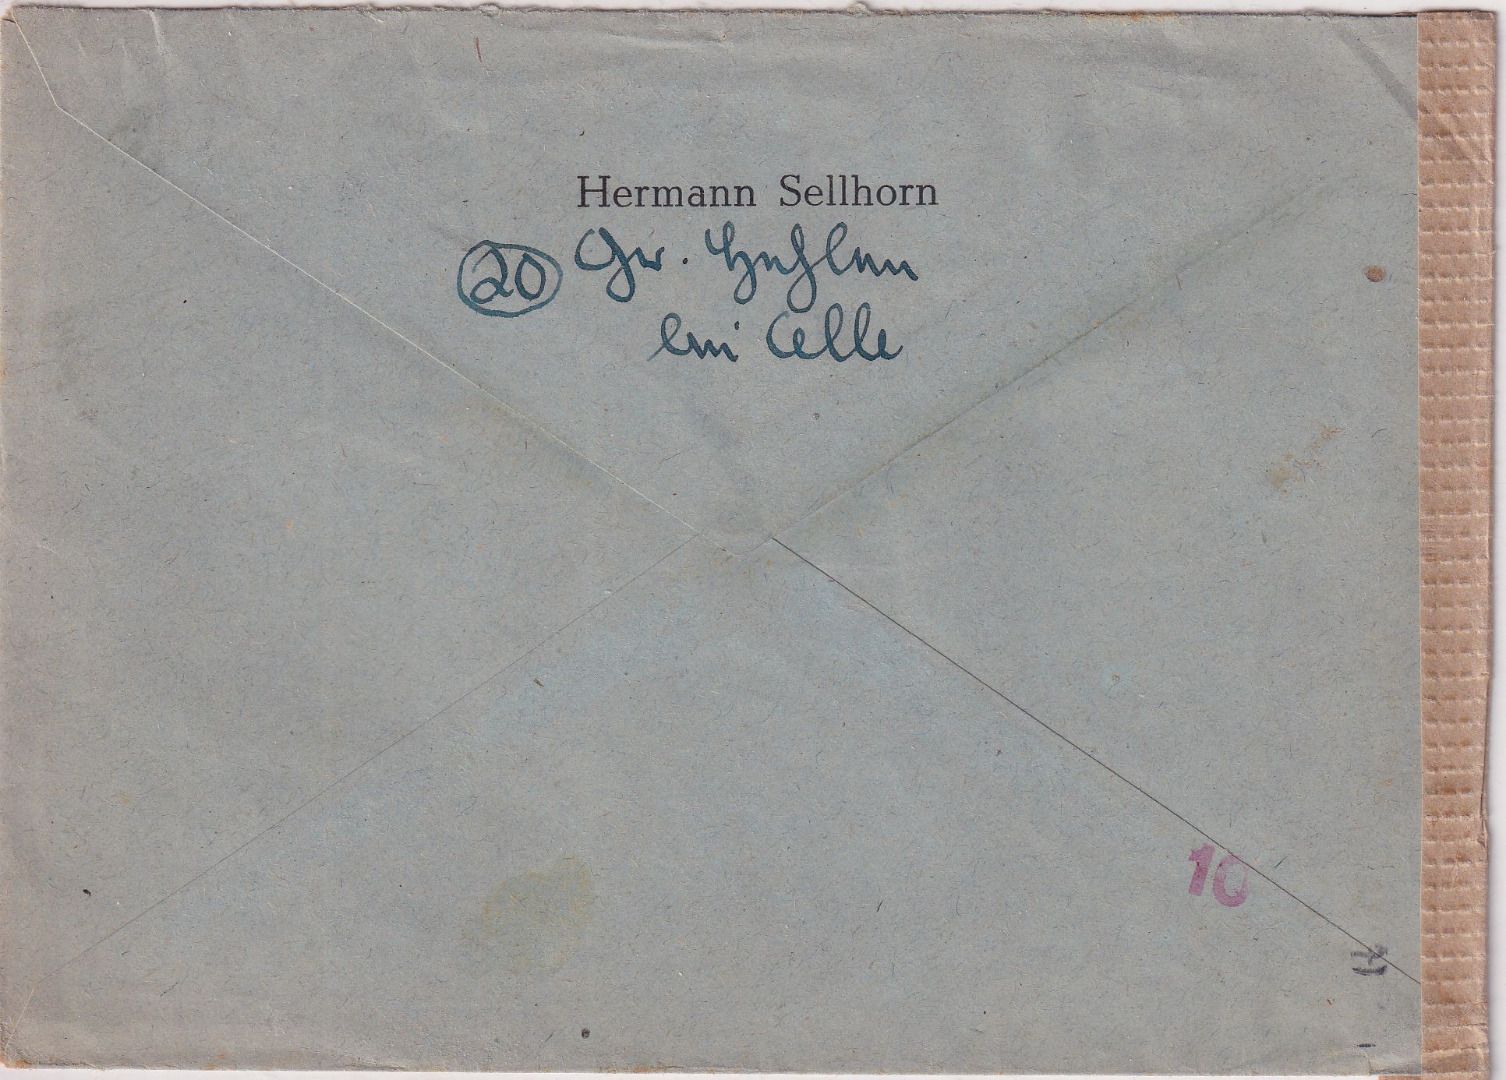 Hermann Sellhorn
20 Gr. Hehlen
bei Celle
10